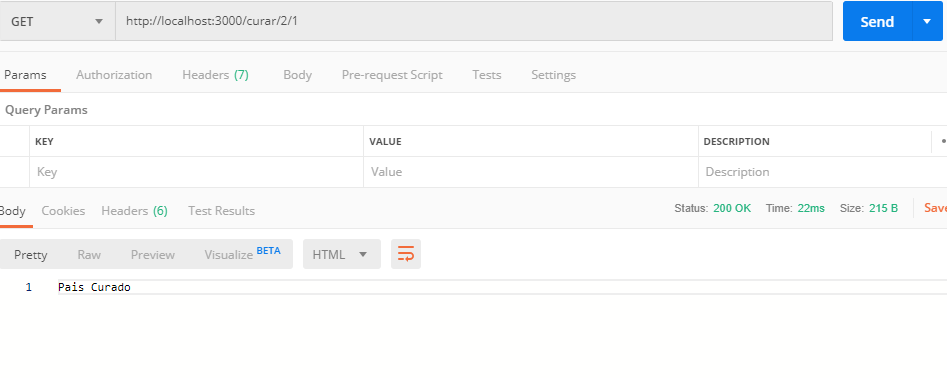 GET http://localhost:3000/curar/2/1 Send
Params Authorization Headers (7) Body Pre-request Script Tests Settings
Query Params
KEY VALUE DESCRIPTION
Key Value Description
Body Cookies Headers (6) Test Results Status: 200 OK Time: 22ms Size: 215 B Save
Pretty Raw Preview Visualize BETA HTML
1 Pais Curado